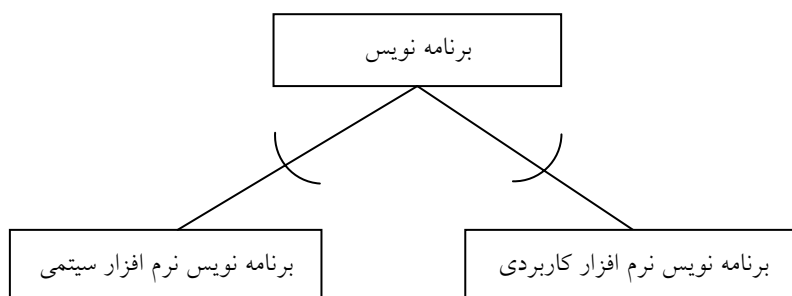 برنامه نویس
برنامه نویس نرم افزار کاربردی
برنامه نویس نرم افزار سیتمی